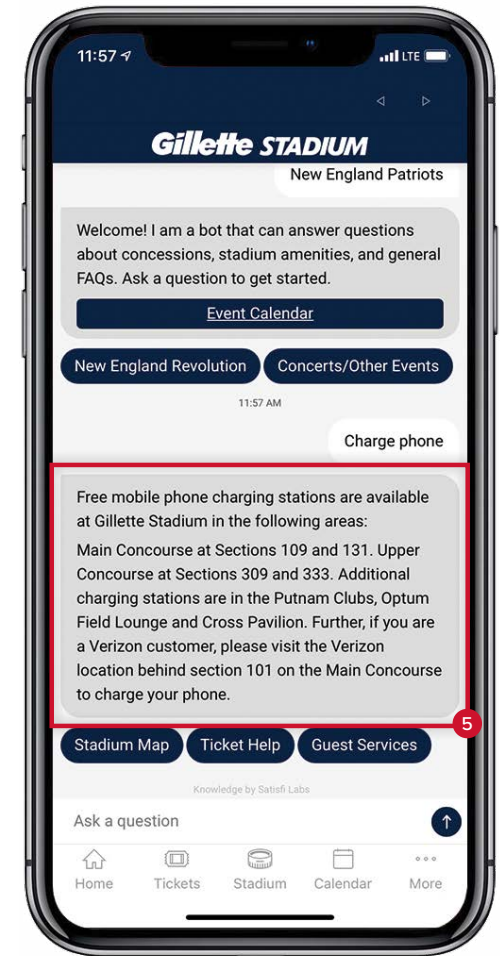 11:57
LTE
Gillette STADIUM
New England Patriots
Welcome! I am a bot that can answer questions
about concessions, stadium amenities, and general
FAQs. Ask a question to get started.
Event Calendar
New England Revolution
Concerts/Other Events
11:57 AM
Charge phone
Free mobile phone charging stations are available
at Gillette Stadium in the following areas:
Main Concourse at Sections 109 and 131. Upper
Concourse at Sections 309 and 333. Additional
charging stations are in the Putnam Clubs, Optum
Field Lounge and Cross Pavilion. Further, if you are
a Verizon customer, please visit the Verizon
location behind section 101 on the Main Concourse
to charge your phone.
5
Stadium Map
Ticket Help
Guest Services
Knowledge by Satisfi Labs
Ask a question
Home
Tickets
Stadium
Calendar
More